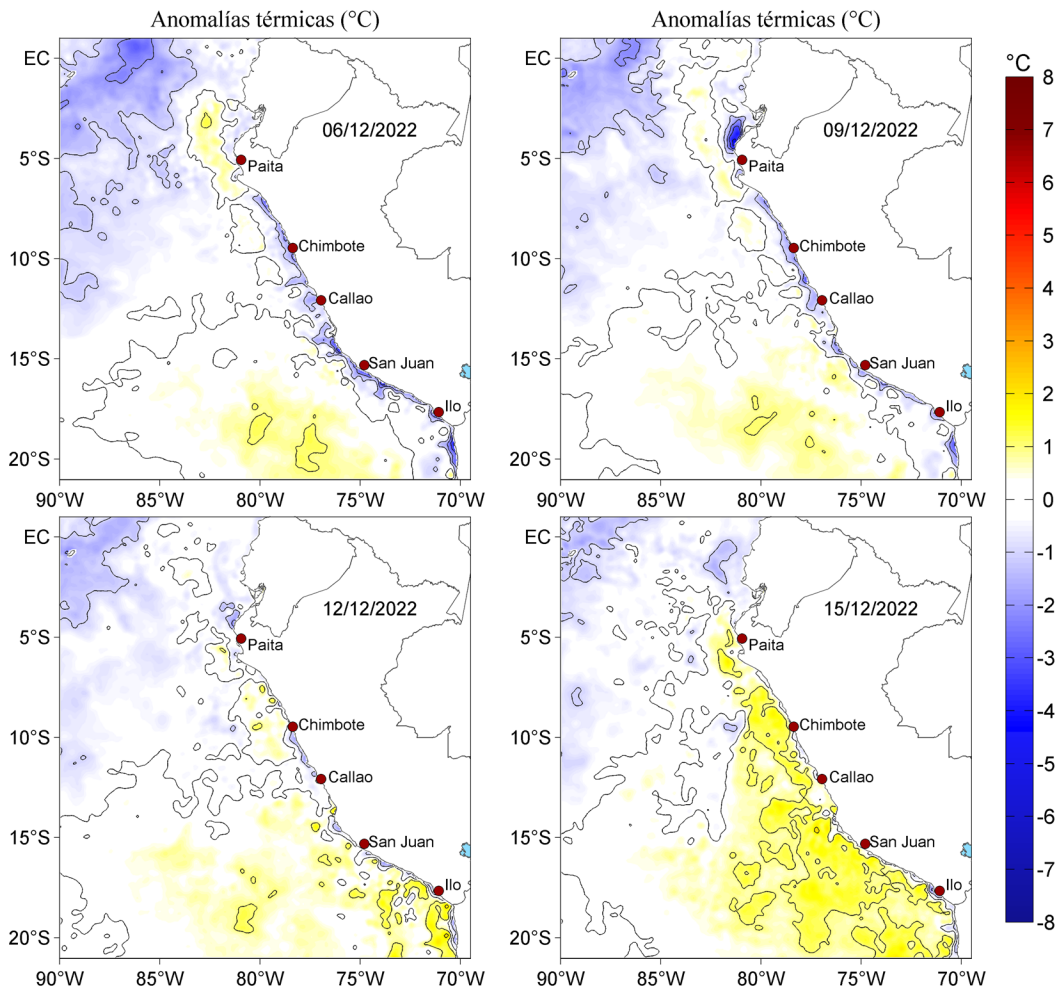 Anomalías térmicas (°C)
Anomalías térmicas (°C)
°C
EC
5°S
10°S
15°S
20°S
06/12/2022
Paita
Chimbote
Callao
San Juan
Ilo
90°W
85°W
80°W
75°W
70°W
EC
5°S
10°S
15°S
20°S
09/12/2022
Paita
Chimbote
Callao
San Juan
Ilo
90°W
85°W
80°W
75°W
70°W
EC
5°S
10°S
15°S
20°S
12/12/2022
Paita
Chimbote
Callao
San Juan
Ilo
90°W
85°W
80°W
75°W
70°W
EC
5°S
10°S
15°S
20°S
15/12/2022
Paita
Chimbote
Callao
San Juan
Ilo
90°W
85°W
80°W
75°W
70°W
8
7
6
5
4
3
2
1
0
-1
-2
-3
-4
-5
-6
-7
-8